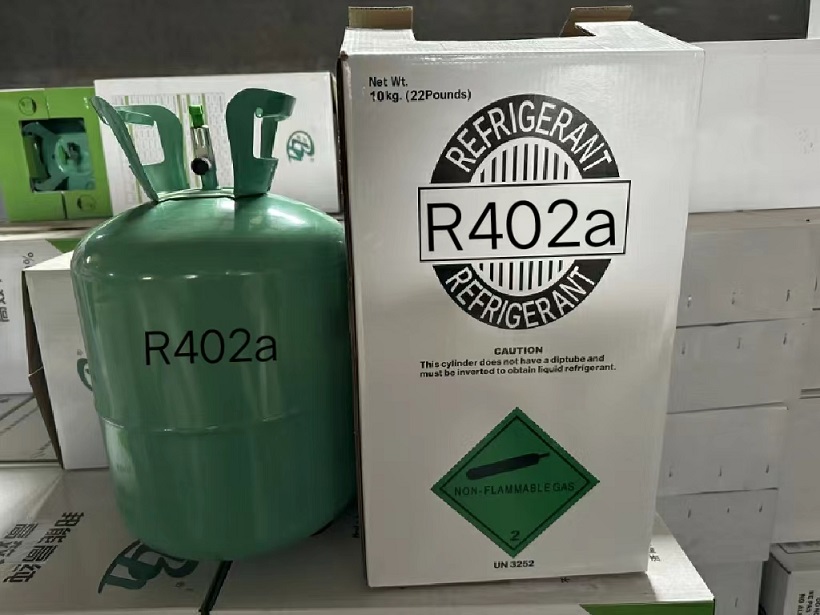 Net Wt.
10kg. (22Pounds)
REFRIGERANT
R402a
REFRIGERANT
CAUTION
This cylinder does not have a diptube and
must be inverted to obtain liquid refrigerant.
NON-FLAMMABLE GAS
2
UN 3252
R402a